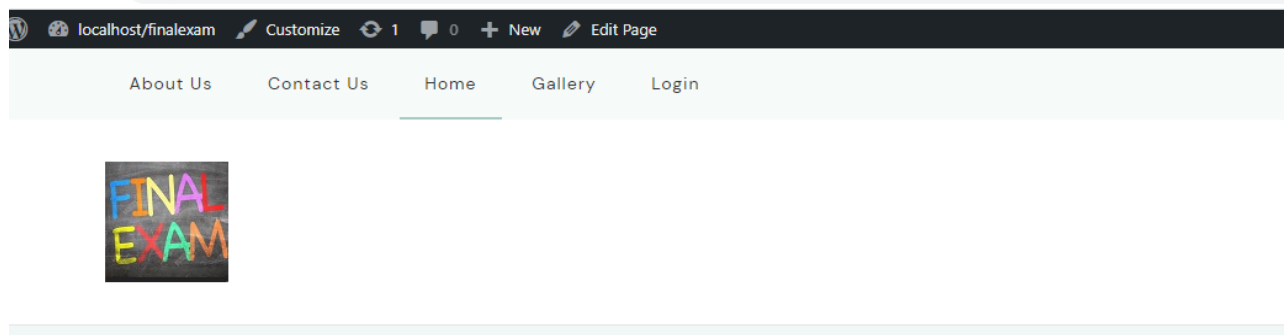 localhost/finalexam Customize 1 0 New Edit Page
About Us Contact Us Home Gallery Login
FINAL
EXAM